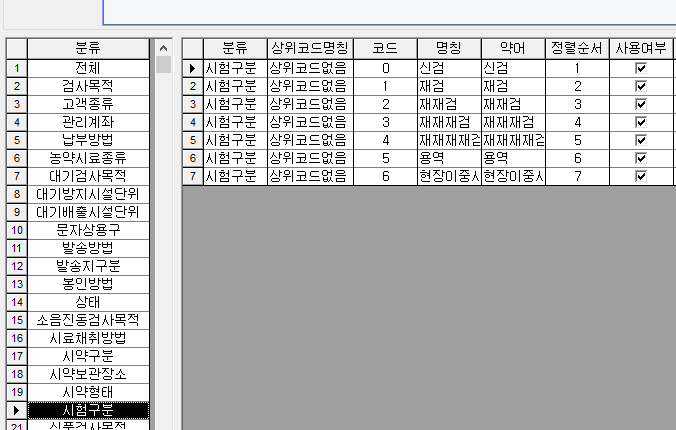 분류
1 전체
2 검사목적
3 고객종류
4 관리계좌
5 납부방법
6 농약시료종류
7 대기검사목적
8 대기방지시설단위
9 대기배출시설단위
10 문자상용구
11 발송방법
12 발송지구분
13 봉인방법
14 상태
15 소음진동검사목적
16 시료채취방법
17 시약구분
18 시약보관장소
19 시약형태
시험구분
21 식품검사목적
분류 상위코드명칭 코드 명칭 약어 정렬순서 사용여부
시험구분 상위코드없음 0 신검 신검 1
2 시험구분 상위코드없음 1 재검 재검 2
3 시험구분 상위코드없음 2 재재검 재재검 3
4 시험구분 상위코드없음 3 재재재검 재재재검 4
5 시험구분 상위코드없음 4 재재재재검 재재재재검 5
6 시험구분 상위코드없음 5 용역 용역 6
7 시험구분 상위코드없음 6 현장이중시 현장이중시 7